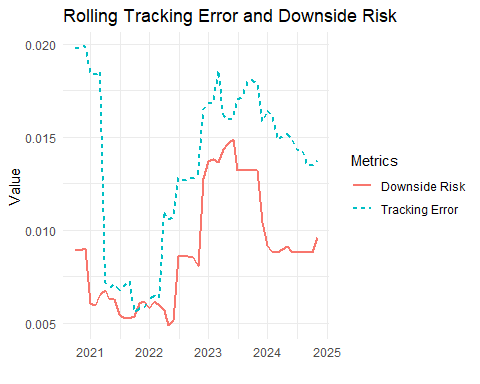 Rolling Tracking Error and Downside Risk
0.020
0.015
0.010
0.005
Value
2021 2022 2023 2024 2025
Metrics
Downside Risk
Tracking Error